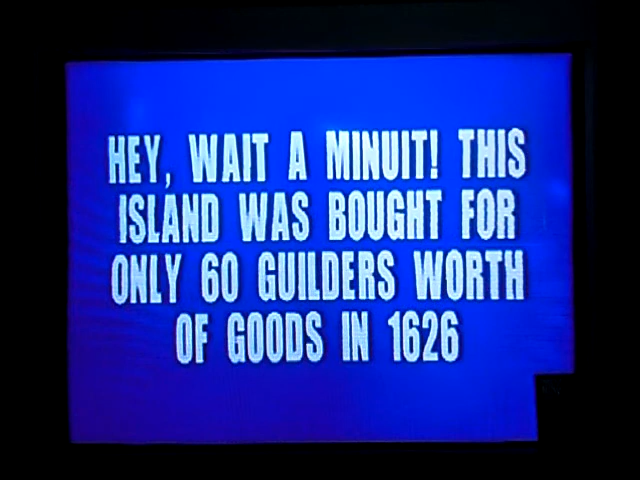 HEY, WAIT A MINUIT! THIS
ISLAND WAS BOUGHT FOR
ONLY 60 GUILDERS WORTH
OF GOODS IN 1626